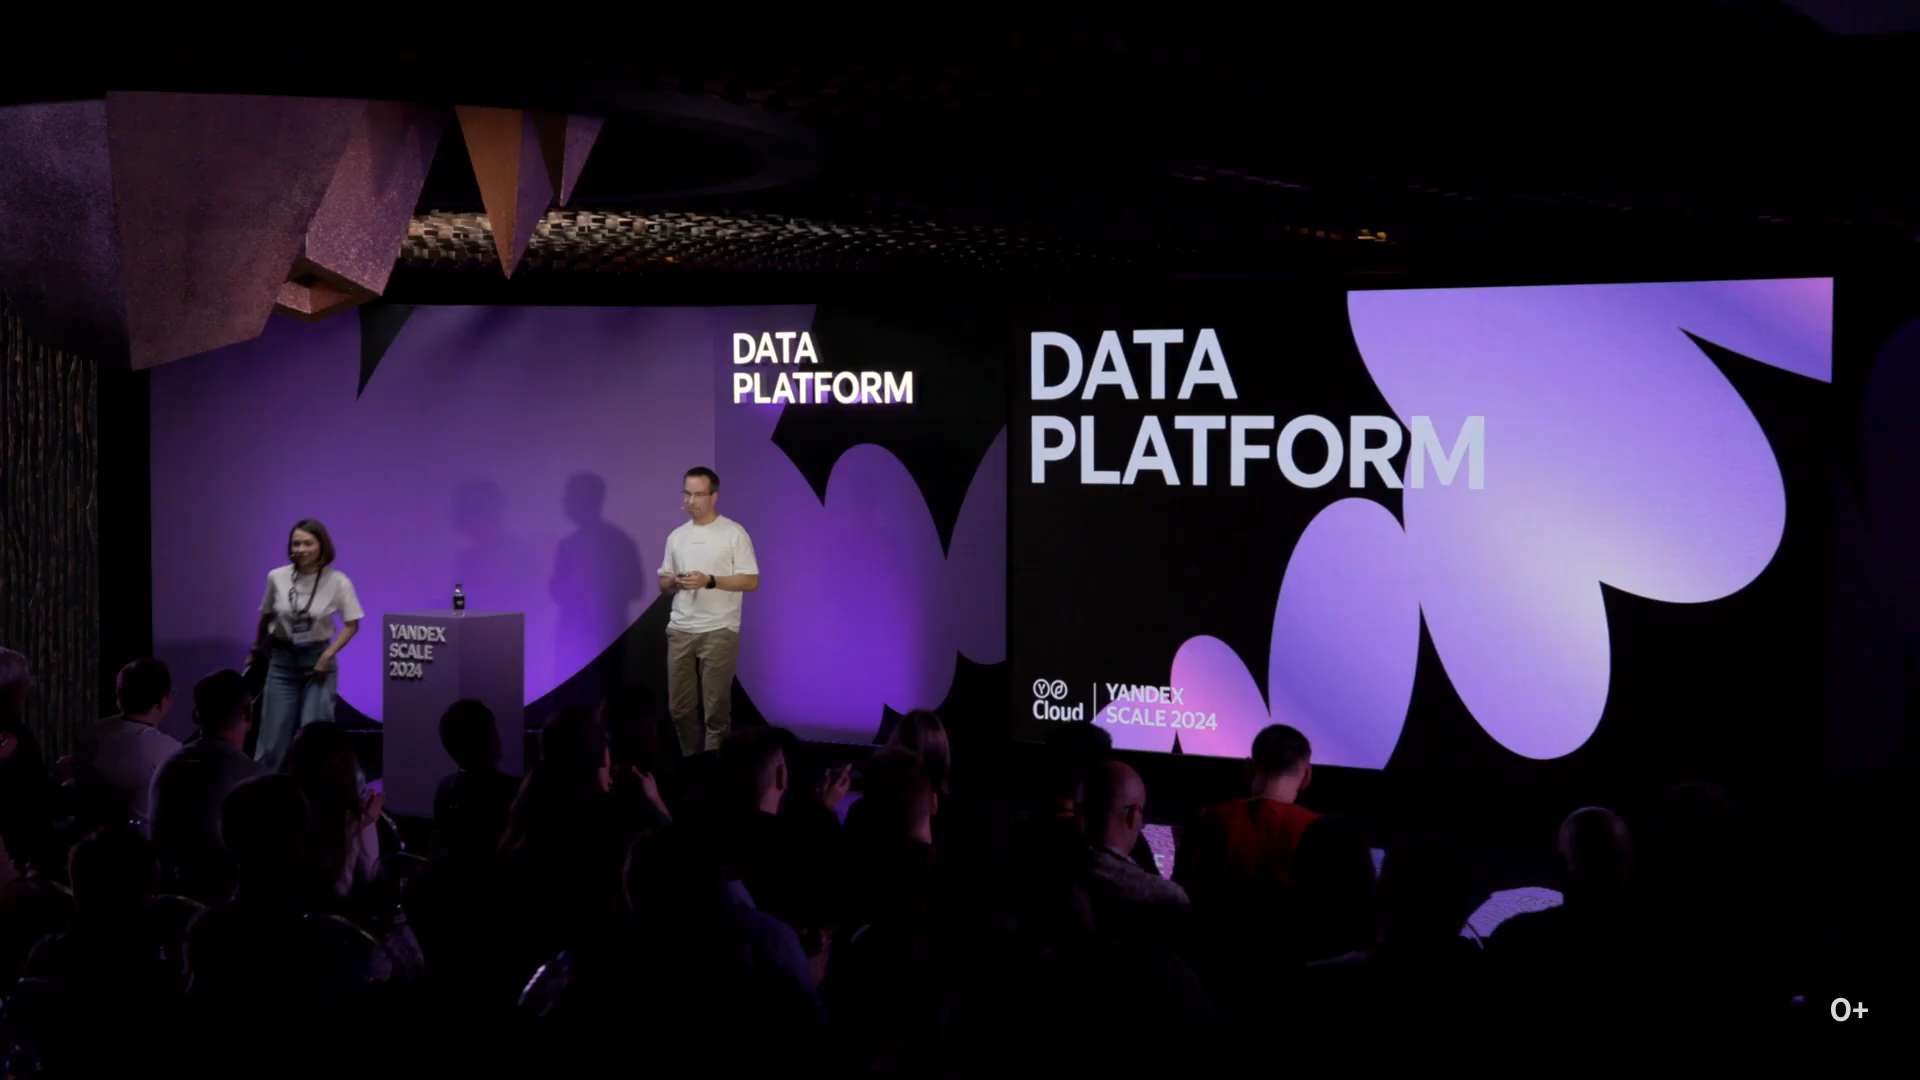 DATA
PLATFORM
DATA
PLATFORM
YANDEX
SCALE
2024
Cloud
YANDEX
SCALE 2024
0+